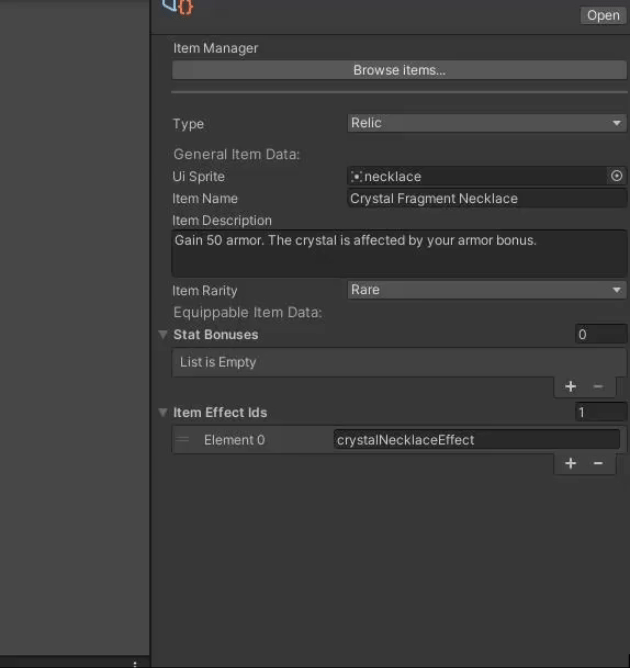 Open
Item Manager
Browse items...
Type Relic
General Item Data:
Ui Sprite necklace
Item Name Crystal Fragment Necklace
Item Description
Gain 50 armor. The crystal is affected by your armor bonus.
Item Rarity Rare
Equippable Item Data:
Stat Bonuses 0
List is Empty
+ −
Item Effect Ids 1
Element 0 crystalNecklaceEffect
+ −